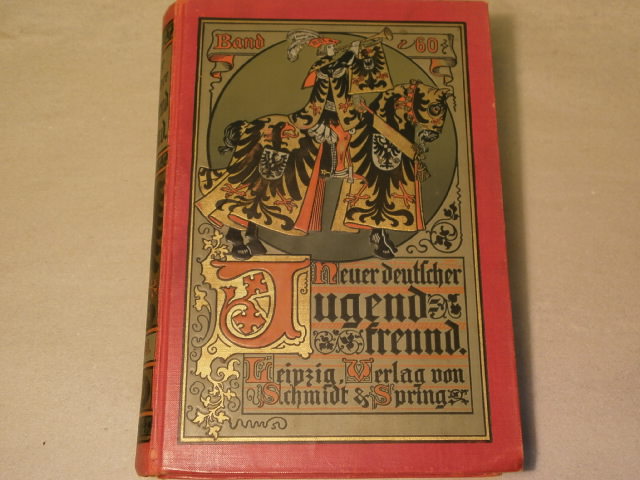 Band 60
Neuer deutscher
Jugend
freund.
Leipzig, Verlag von
Schmidt & Spring